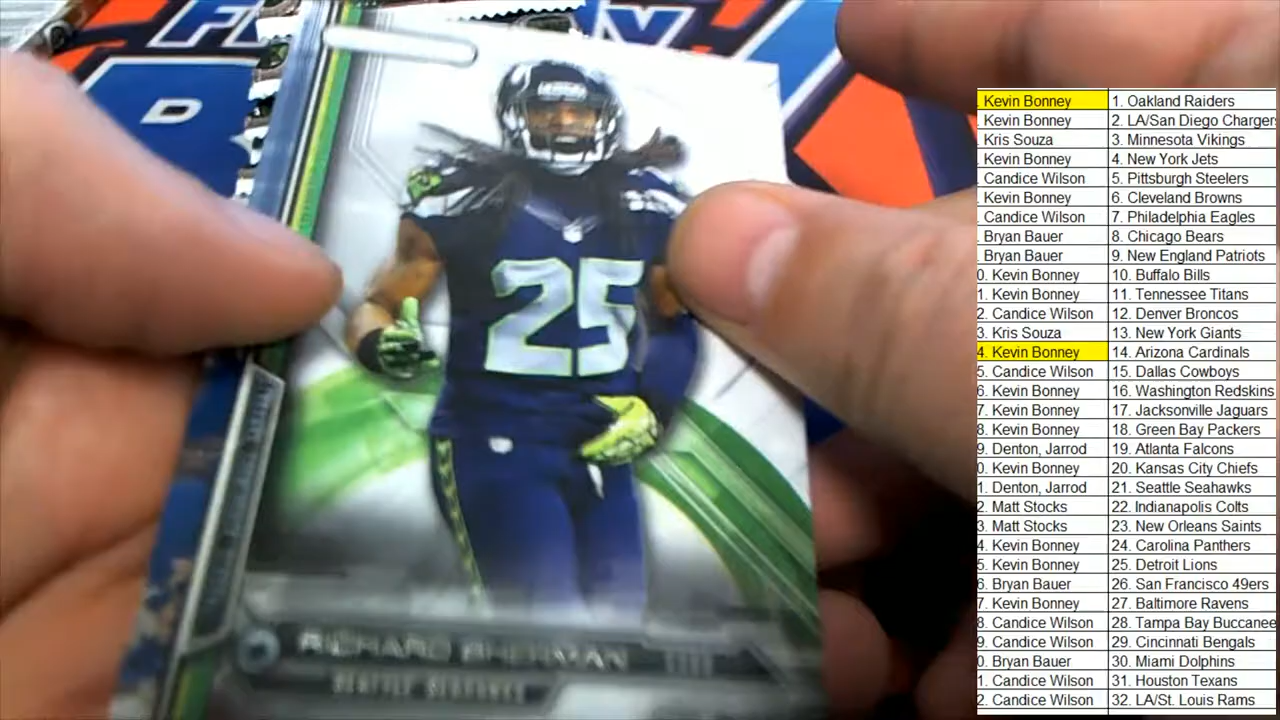 D
25
RICHARD SHERMAN
SEATTLE SEAHAWKS
Kevin Bonney 1. Oakland Raiders
Kevin Bonney 2. LA/San Diego Charger
Kris Souza 3. Minnesota Vikings
Kevin Bonney 4. New York Jets
Candice Wilson 5. Pittsburgh Steelers
Kevin Bonney 6. Cleveland Browns
Candice Wilson 7. Philadelphia Eagles
Bryan Bauer 8. Chicago Bears
Bryan Bauer 9. New England Patriots
0. Kevin Bonney 10. Buffalo Bills
1. Kevin Bonney 11. Tennessee Titans
2. Candice Wilson 12. Denver Broncos
3. Kris Souza 13. New York Giants
4. Kevin Bonney 14. Arizona Cardinals
5. Candice Wilson 15. Dallas Cowboys
6. Kevin Bonney 16. Washington Redskins
7. Kevin Bonney 17. Jacksonville Jaguars
8. Kevin Bonney 18. Green Bay Packers
9. Denton, Jarrod 19. Atlanta Falcons
0. Kevin Bonney 20. Kansas City Chiefs
1. Denton, Jarrod 21. Seattle Seahawks
2. Matt Stocks 22. Indianapolis Colts
3. Matt Stocks 23. New Orleans Saints
4. Kevin Bonney 24. Carolina Panthers
5. Kevin Bonney 25. Detroit Lions
6. Bryan Bauer 26. San Francisco 49ers
7. Kevin Bonney 27. Baltimore Ravens
8. Candice Wilson 28. Tampa Bay Buccanee
9. Candice Wilson 29. Cincinnati Bengals
0. Bryan Bauer 30. Miami Dolphins
1. Candice Wilson 31. Houston Texans
2. Candice Wilson 32. LA/St. Louis Rams